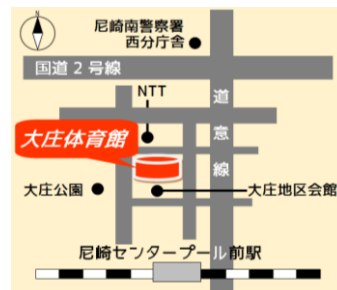 N
尼崎南警察署
西分庁舎
国道2号線
NTT
道意線
大庄体育館
大庄公園
大庄地区会館
尼崎センタープール前駅